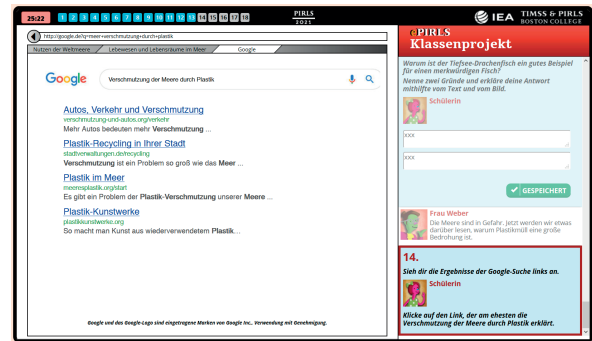 25:22 1 2 3 4 5 6 7 8 9 10 11 12 13 14 15 16 17 18
PIRLS
2021
IEA TIMSS & PIRLS
BOSTON COLLEGE
http://google.de?q=meer+verschmutzung+durch+plastik
Nutzen der Weltmeere Lebewesen und Lebensräume im Meer Google
Google Verschmutzung der Meere durch Plastik
Autos, Verkehr und Verschmutzung
verschmutzung-und-autos.org/verkehr
Mehr Autos bedeuten mehr Verschmutzung ...
Plastik-Recycling in Ihrer Stadt
stadtverwaltungen.de/recycling
Verschmutzung ist ein Problem so groß wie das Meer ...
Plastik im Meer
meeresplastik.org/start
Es gibt ein Problem der Plastik-Verschmutzung unserer Meere ...
Plastik-Kunstwerke
plastikkunstwerke.org
So macht man Kunst aus wiederverwendetem Plastik...
Google und das Google-Logo sind eingetragene Marken von Google Inc.. Verwendung mit Genehmigung.
ePIRLS
Klassenprojekt
Warum ist der Tiefsee-Drachenfisch ein gutes Beispiel
für einen merkwürdigen Fisch?
Nenne zwei Gründe und erkläre deine Antwort
mithilfe vom Text und vom Bild.
Schülerin
xxx
xxx
GESPEICHERT
Frau Weber
Die Meere sind in Gefahr. Jetzt werden wir etwas
darüber lesen, warum Plastikmüll eine große
Bedrohung ist.
14.
Sieh dir die Ergebnisse der Google-Suche links an.
Schülerin
Klicke auf den Link, der am ehesten die
Verschmutzung der Meere durch Plastik erklärt.